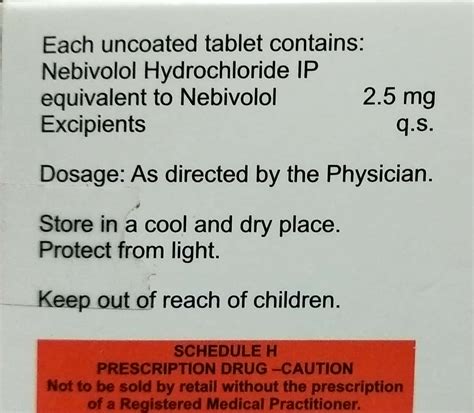 Each uncoated tablet contains:
Nebivolol Hydrochloride IP
equivalent to Nebivolol 2.5 mg
Excipients q.s.
Dosage: As directed by the Physician.
Store in a cool and dry place.
Protect from light.
Keep out of reach of children.
SCHEDULE H
PRESCRIPTION DRUG –CAUTION
Not to be sold by retail without the prescription
of a Registered Medical Practitioner.